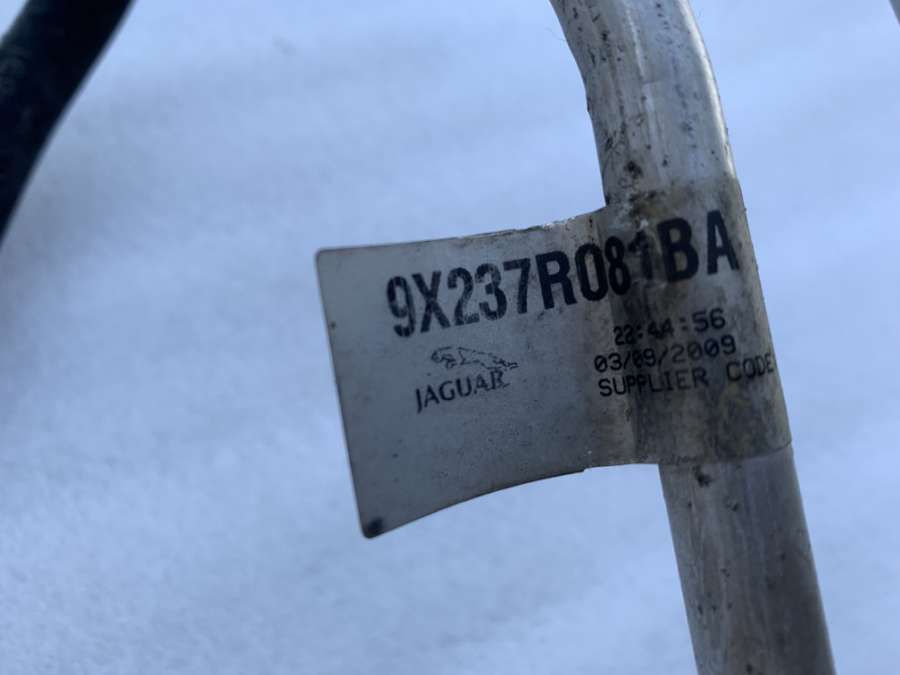 9X237R081BA
22:44:56
03/09/2009
JAGUAR
SUPPLIER CODE